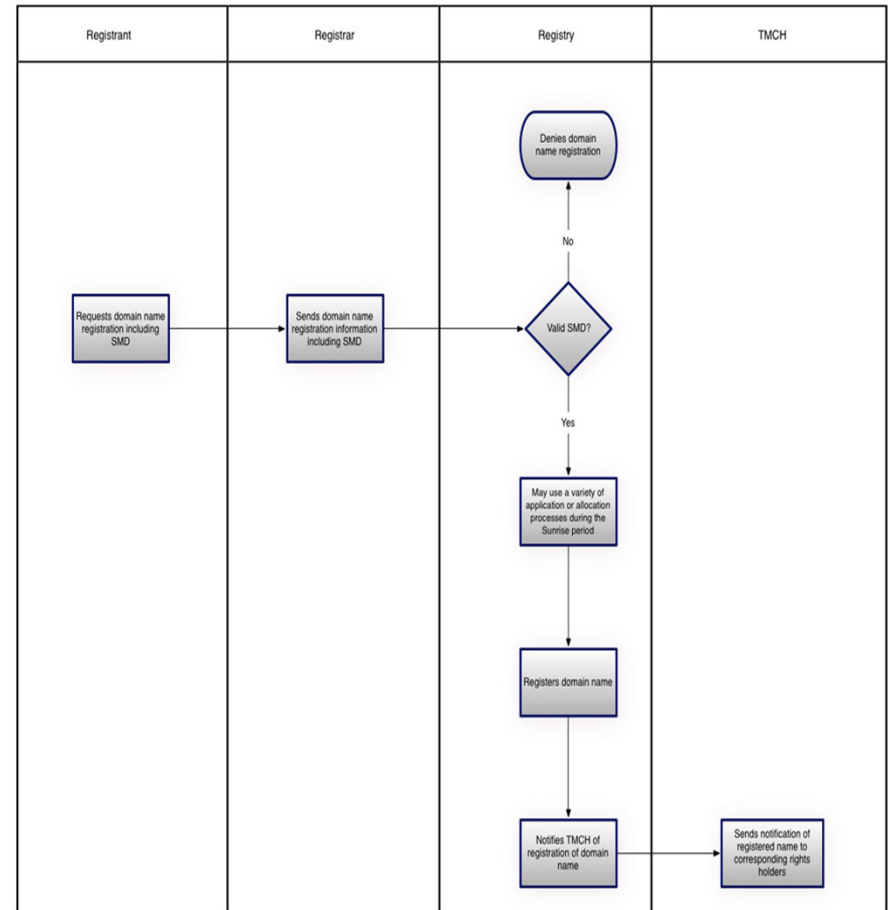 Registrant
Registrar
Registry
TMCH
Denies domain
name registration
No
Requests domain name
registration including
SMD
Sends domain name
registration information
including SMD
Valid SMD?
Yes
May use a variety of
application or allocation
processes during the
Sunrise period
Registers domain name
Notifies TMCH of
registration of domain
name
Sends notification of
registered name to
corresponding rights
holders